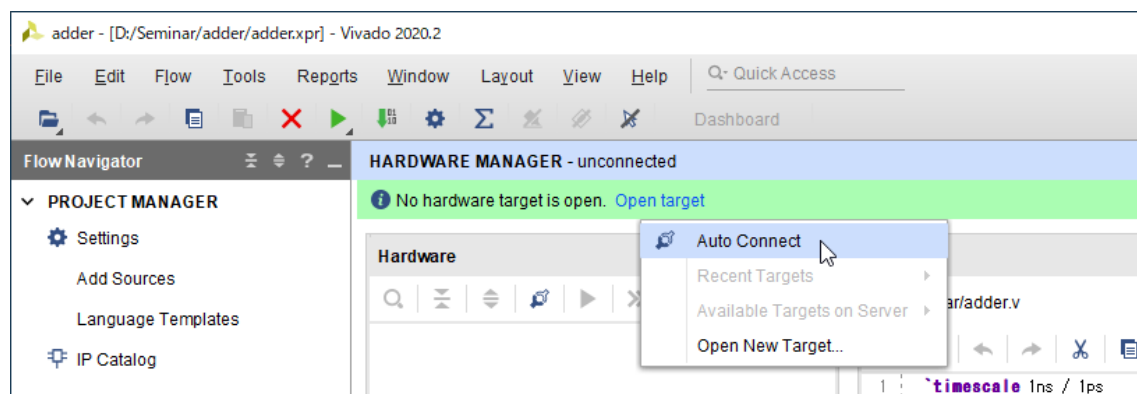 adder - [D:/Seminar/adder/adder.xpr] - Vivado 2020.2
File Edit Flow Tools Reports Window Layout View Help Quick Access
Dashboard
Flow Navigator ? HARDWARE MANAGER - unconnected
PROJECT MANAGER
No hardware target is open. Open target
Settings
Auto Connect
Hardware
Add Sources
Recent Targets
Available Targets on Server
ar/adder.v
Language Templates
Open New Target...
IP Catalog
1 `timescale 1ns / 1ps